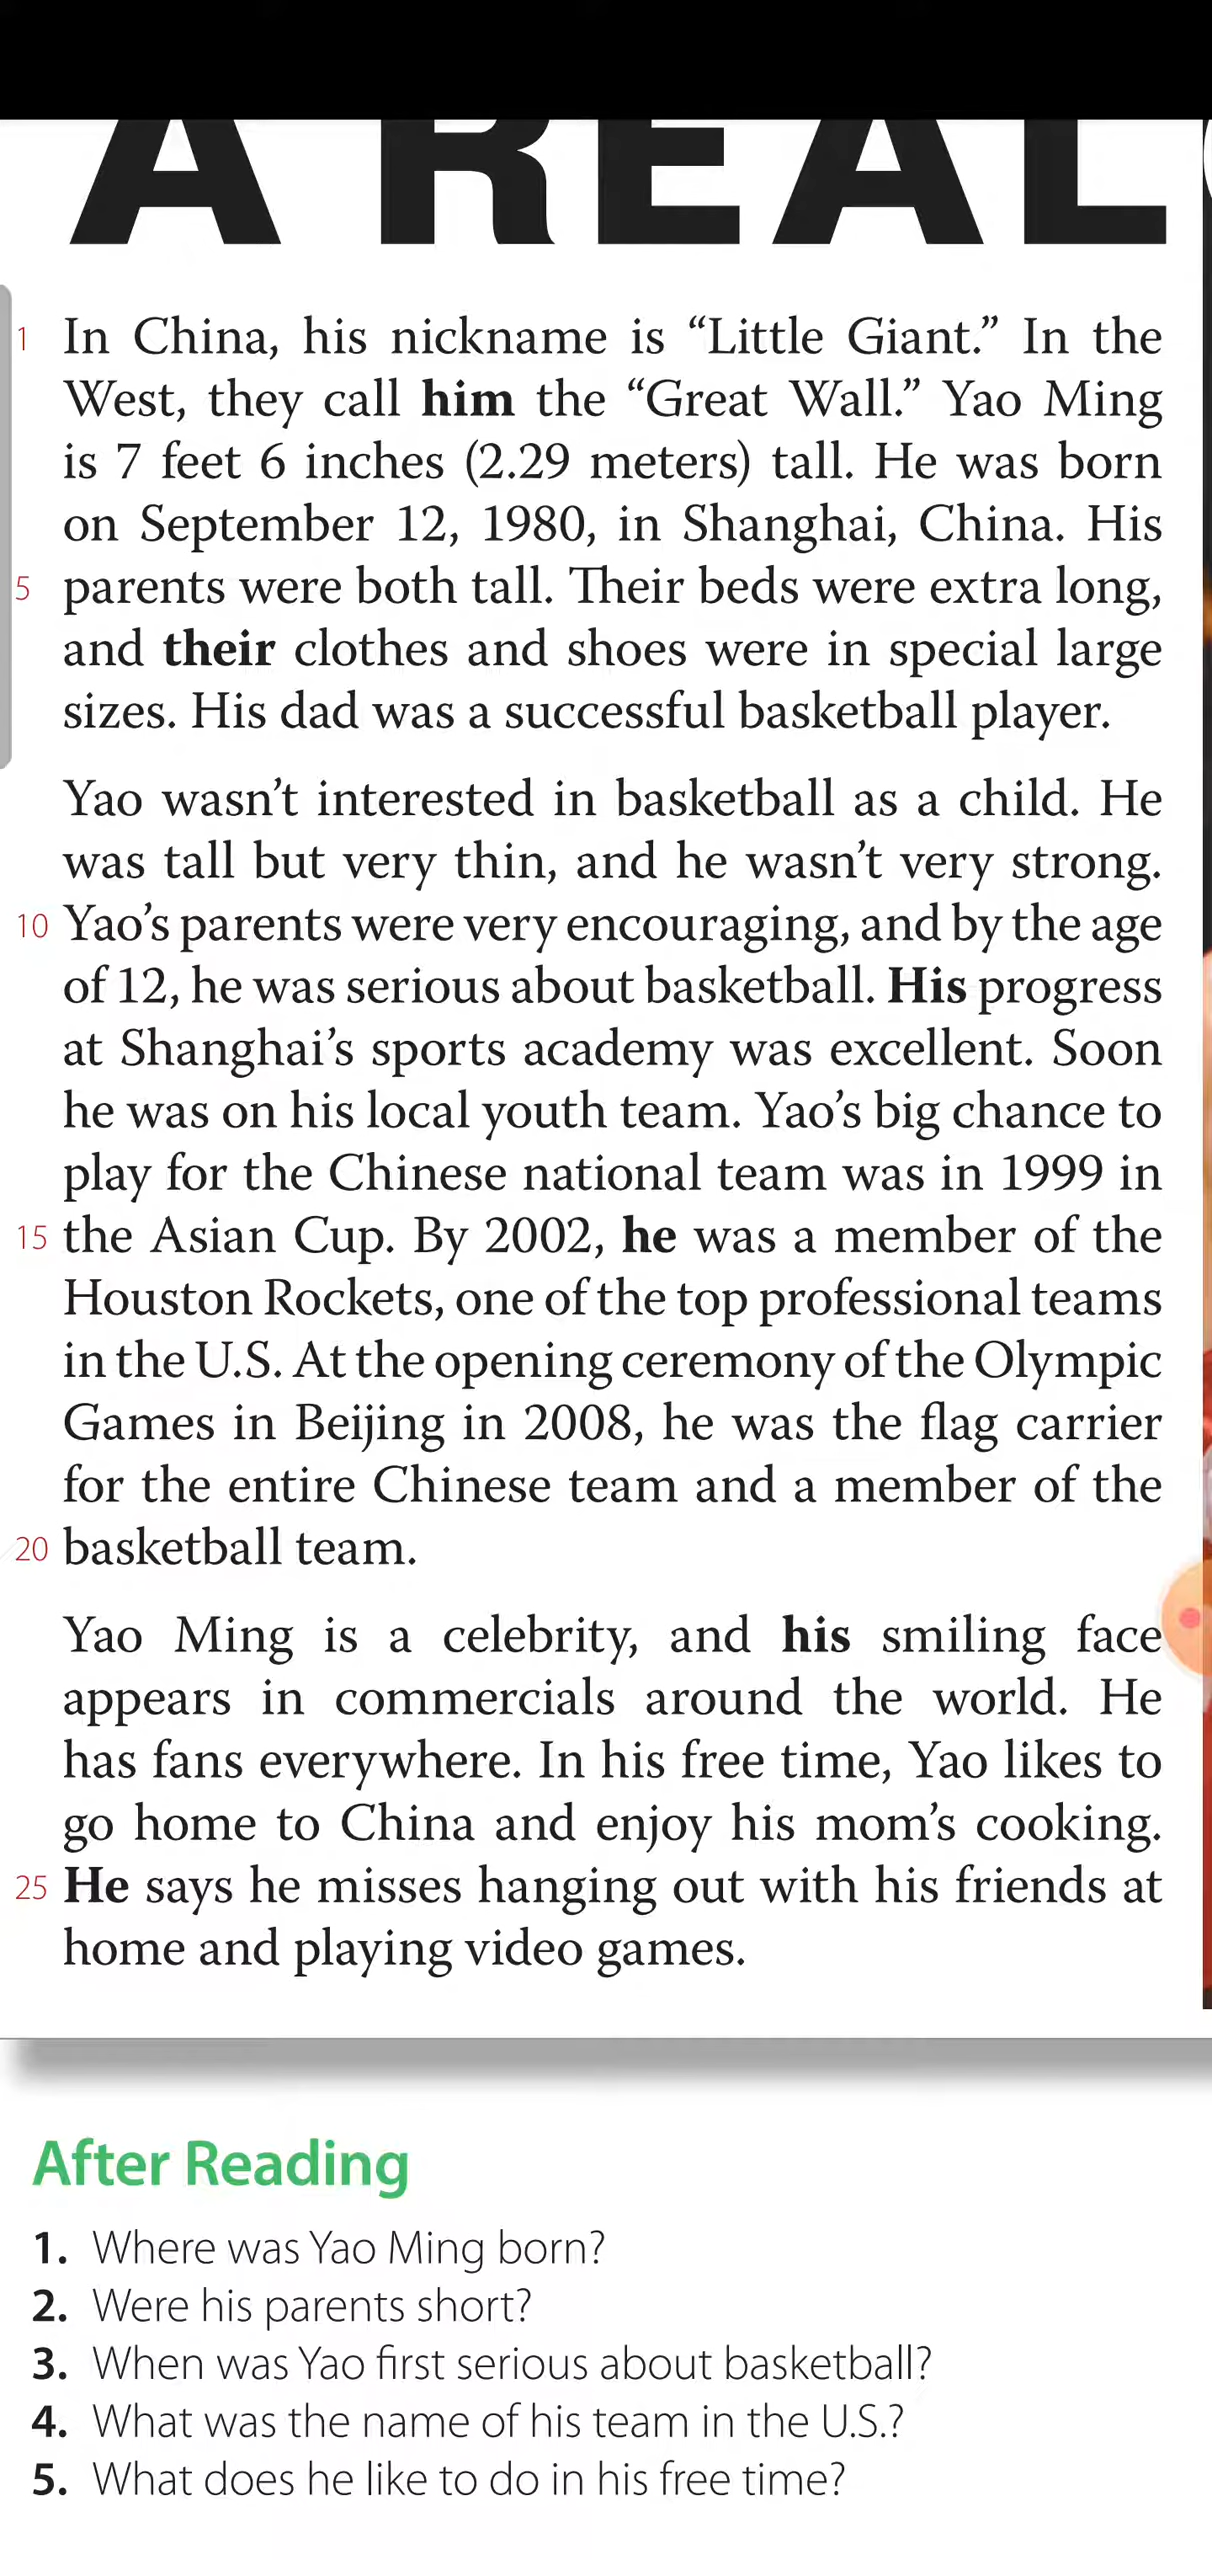 A REAL
1 In China, his nickname is “Little Giant.” In the
West, they call him the “Great Wall.” Yao Ming
is 7 feet 6 inches (2.29 meters) tall. He was born
on September 12, 1980, in Shanghai, China. His
5 parents were both tall. Their beds were extra long,
and their clothes and shoes were in special large
sizes. His dad was a successful basketball player.
Yao wasn’t interested in basketball as a child. He
was tall but very thin, and he wasn’t very strong.
10 Yao’s parents were very encouraging, and by the age
of 12, he was serious about basketball. His progress
at Shanghai’s sports academy was excellent. Soon
he was on his local youth team. Yao’s big chance to
play for the Chinese national team was in 1999 in
15 the Asian Cup. By 2002, he was a member of the
Houston Rockets, one of the top professional teams
in the U.S. At the opening ceremony of the Olympic
Games in Beijing in 2008, he was the flag carrier
for the entire Chinese team and a member of the
20 basketball team.
Yao Ming is a celebrity, and his smiling face
appears in commercials around the world. He
has fans everywhere. In his free time, Yao likes to
go home to China and enjoy his mom’s cooking.
25 He says he misses hanging out with his friends at
home and playing video games.
After Reading
1. Where was Yao Ming born?
2. Were his parents short?
3. When was Yao first serious about basketball?
4. What was the name of his team in the U.S.?
5. What does he like to do in his free time?